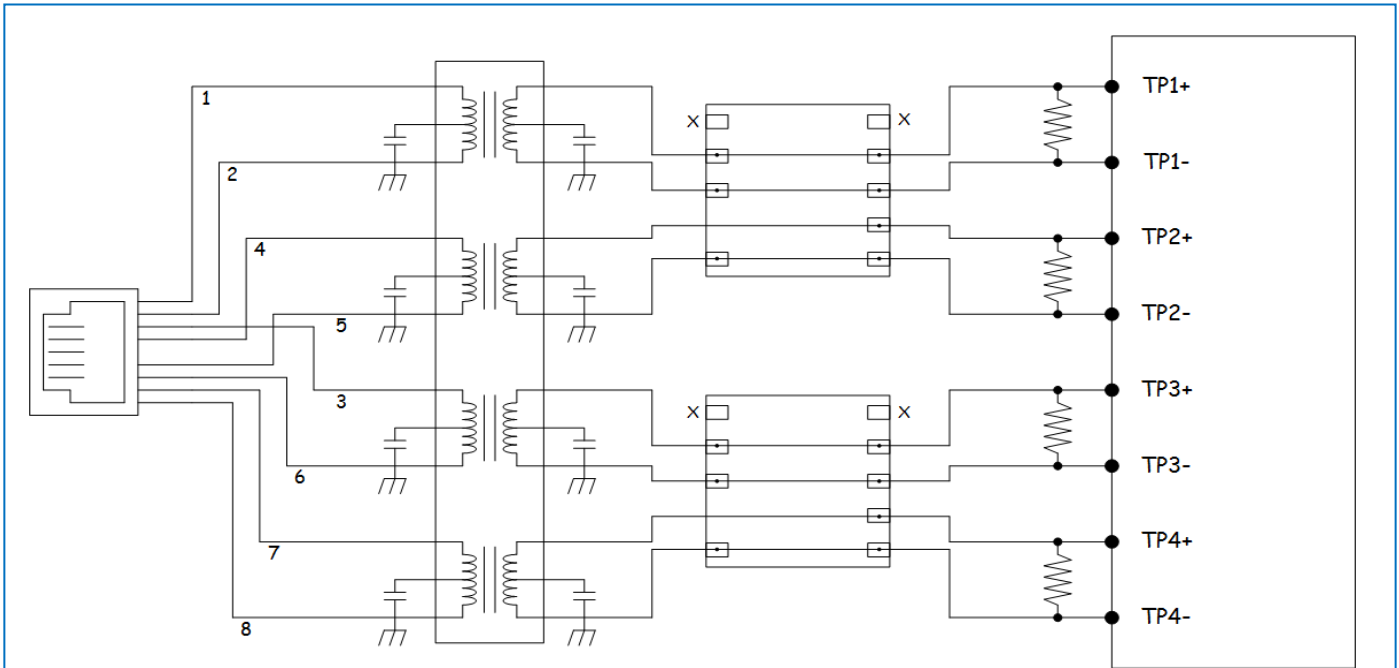 1
2
4
5
3
6
7
8
X X
X X
TP1+
TP1-
TP2+
TP2-
TP3+
TP3-
TP4+
TP4-